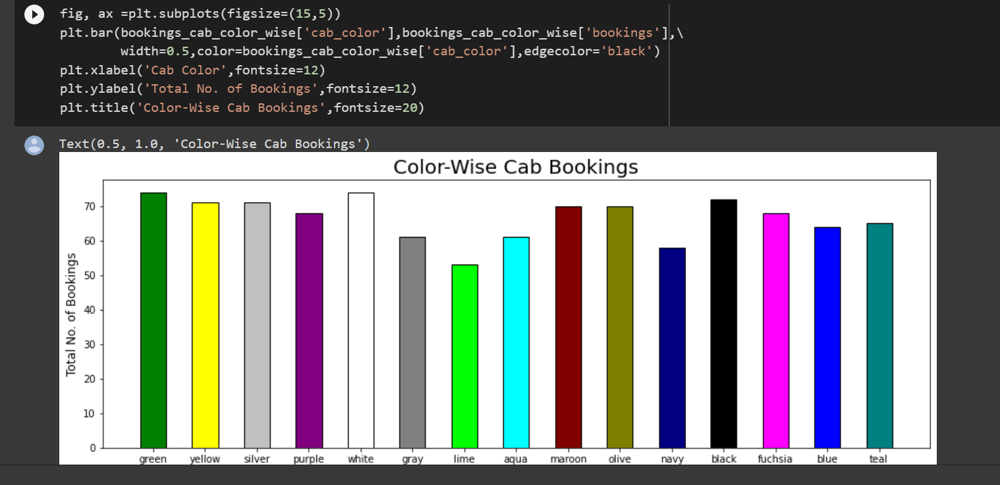 fig, ax =plt.subplots(figsize=(15,5))
plt.bar(bookings_cab_color_wise['cab_color'],bookings_cab_color_wise['bookings'],\
width=0.5,color=bookings_cab_color_wise['cab_color'],edgecolor='black')
plt.xlabel('Cab Color',fontsize=12)
plt.ylabel('Total No. of Bookings',fontsize=12)
plt.title('Color-Wise Cab Bookings',fontsize=20)
Text(0.5, 1.0, 'Color-Wise Cab Bookings')
Color-Wise Cab Bookings
Total No. of Bookings
70
60
50
40
30
20
10
0
green yellow silver purple white gray lime aqua maroon olive navy black fuchsia blue teal